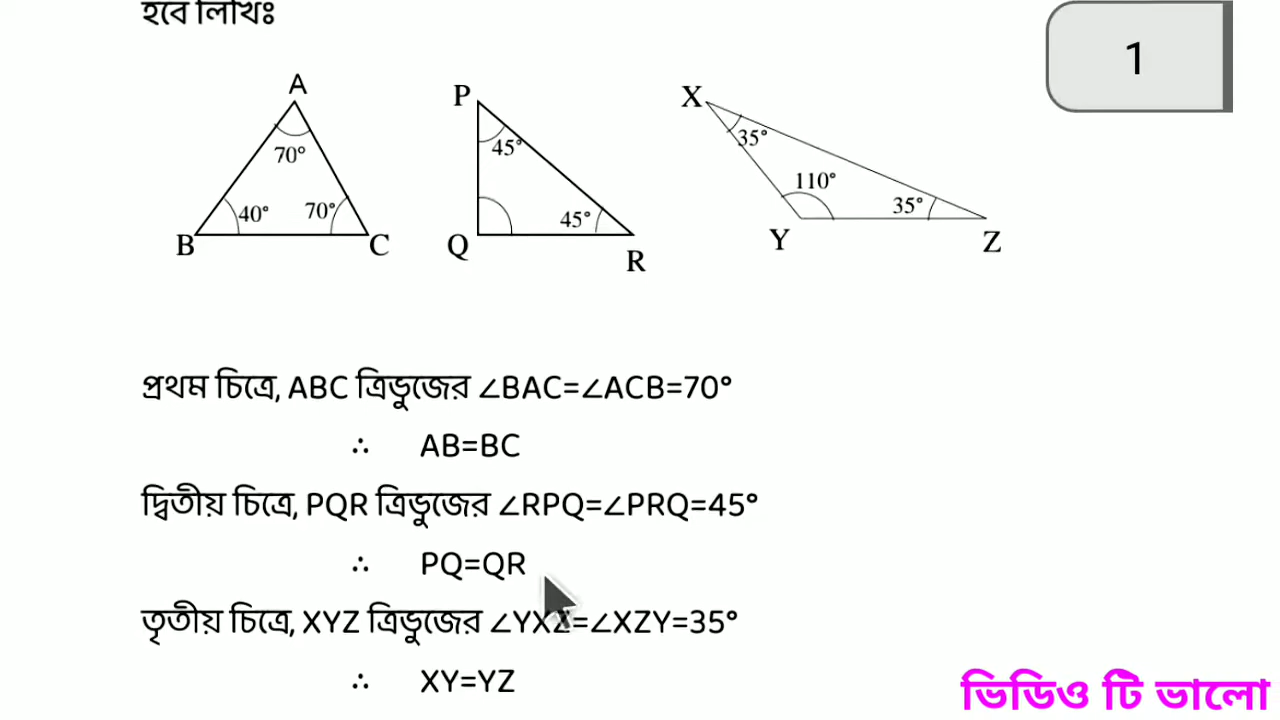 হবে লিখিঃ
1
A
70°
40°
70°
B
C
P
45°
45°
Q
R
X
35°
110°
35°
Y
Z
প্রথম চিত্রে, ABC ত্রিভুজের ∠BAC=∠ACB=70°
∴ AB=BC
দ্বিতীয় চিত্রে, PQR ত্রিভুজের ∠RPQ=∠PRQ=45°
∴ PQ=QR
তৃতীয় চিত্রে, XYZ ত্রিভুজের ∠YXZ=∠XZY=35°
∴ XY=YZ
ভিডিও টি ভালো